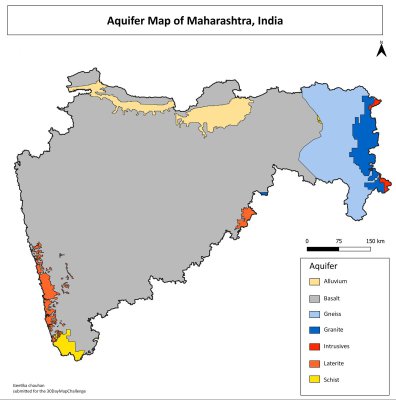 Aquifer Map of Maharashtra, India
N
0 75 150 km
Aquifer
Alluvium
Basalt
Gneiss
Granite
Intrusives
Laterite
Schist
Geetika chauhan
submitted for the 30DayMapChallenge